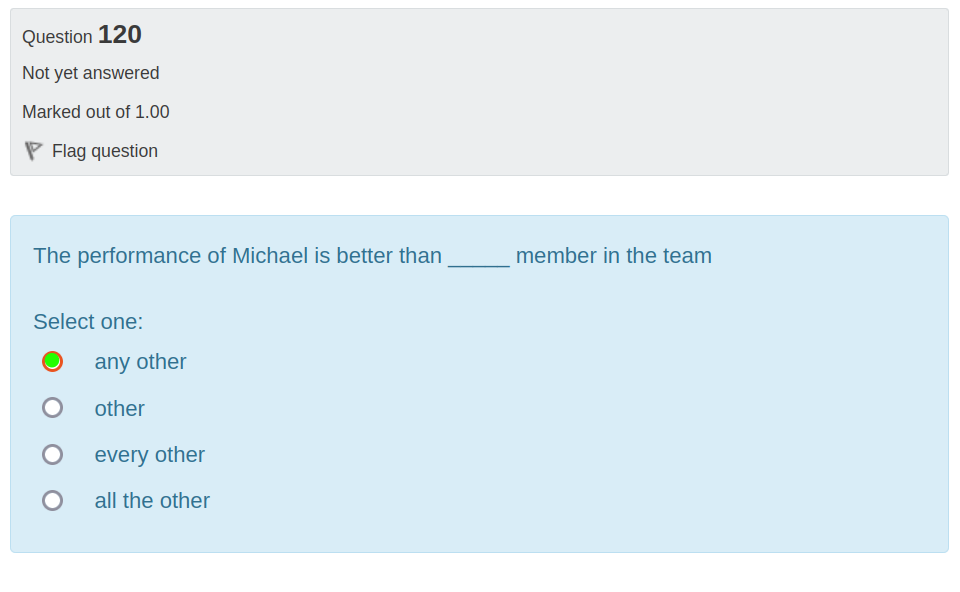 Question 120
Not yet answered
Marked out of 1.00
Flag question
The performance of Michael is better than _____ member in the team
Select one:
any other
other
every other
all the other